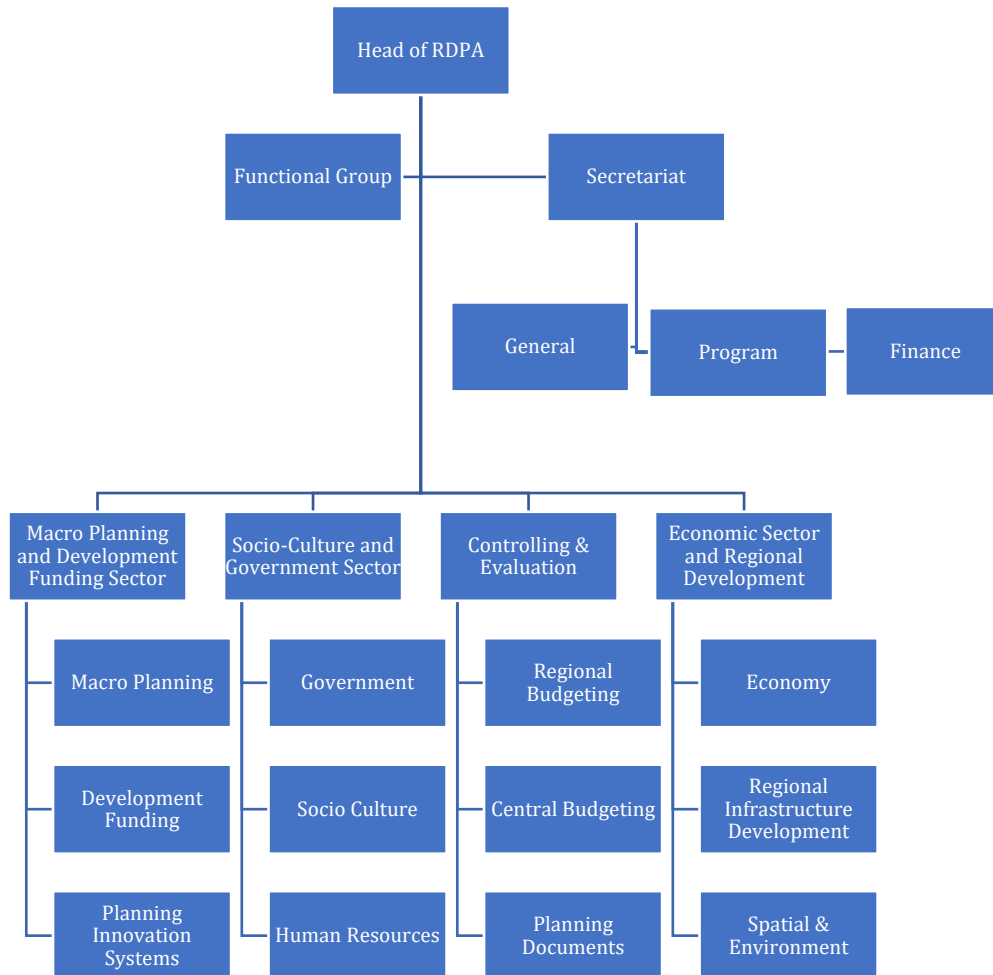 Head of RDPA
Functional Group
Secretariat
General
Program
Finance
Macro Planning
and Development
Funding Sector
Socio-Culture and
Government Sector
Controlling &
Evaluation
Economic Sector
and Regional
Development
Macro Planning
Government
Regional
Budgeting
Economy
Development
Funding
Socio Culture
Central Budgeting
Regional
Infrastructure
Development
Planning
Innovation
Systems
Human Resources
Planning
Documents
Spatial &
Environment